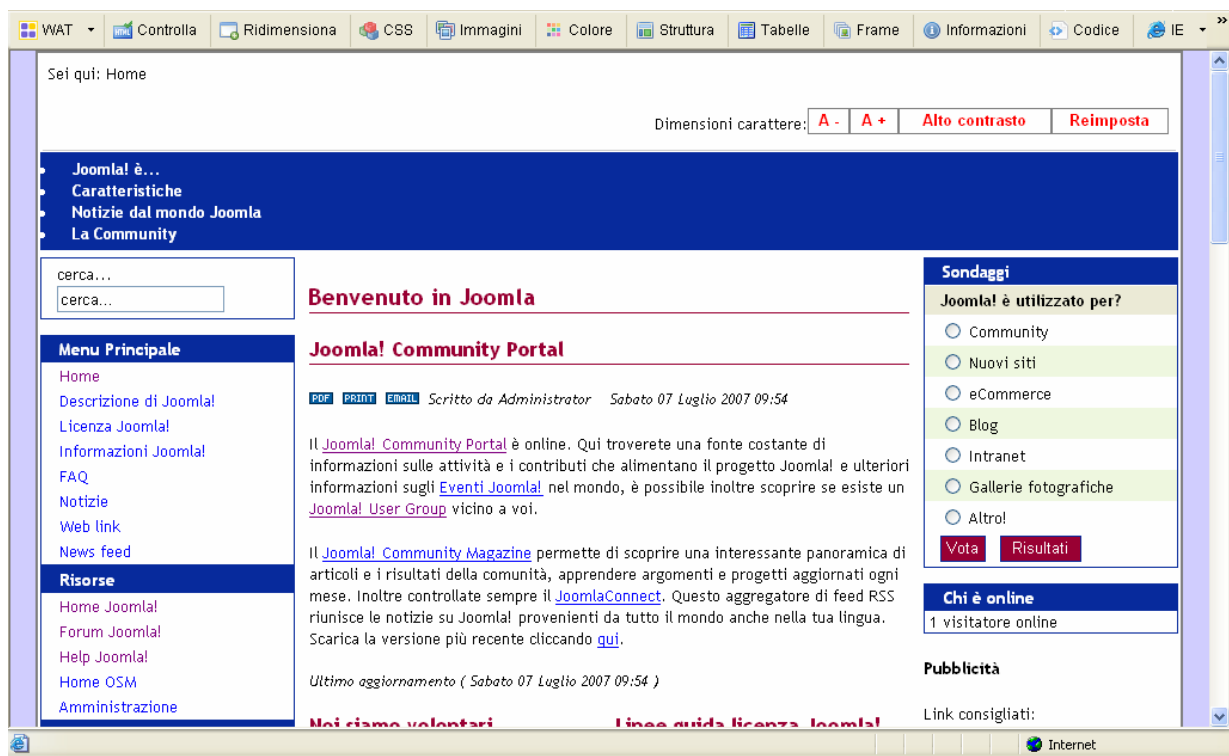 WAT Controlla Ridimensiona CSS Immagini Colore Struttura Tabelle Frame Informazioni Codice IE »
Sei qui: Home
Dimensioni carattere: A - A + Alto contrasto Reimposta
Joomla! è...
Caratteristiche
Notizie dal mondo Joomla
La Community
cerca...
cerca...
Menu Principale
Home
Descrizione di Joomla!
Licenza Joomla!
Informazioni Joomla!
FAQ
Notizie
Web link
News feed
Risorse
Home Joomla!
Forum Joomla!
Help Joomla!
Home OSM
Amministrazione
Benvenuto in Joomla
Joomla! Community Portal
PDF PRINT EMAIL Scritto da Administrator Sabato 07 Luglio 2007 09:54
Il Joomla! Community Portal è online. Qui troverete una fonte costante di
informazioni sulle attività e i contributi che alimentano il progetto Joomla! e ulteriori
informazioni sugli Eventi Joomla! nel mondo, è possibile inoltre scoprire se esiste un
Joomla! User Group vicino a voi.
Il Joomla! Community Magazine permette di scoprire una interessante panoramica di
articoli e i risultati della comunità, apprendere argomenti e progetti aggiornati ogni
mese. Inoltre controllate sempre il JoomlaConnect. Questo aggregatore di feed RSS
riunisce le notizie su Joomla! provenienti da tutto il mondo anche nella tua lingua.
Scarica la versione più recente cliccando qui.
Ultimo aggiornamento ( Sabato 07 Luglio 2007 09:54 )
Noi siamo volontari Linee guida licenza Joomla!
Sondaggi
Joomla! è utilizzato per?
Community
Nuovi siti
eCommerce
Blog
Intranet
Gallerie fotografiche
Altro!
Vota Risultati
Chi è online
1 visitatore online
Pubblicità
Link consigliati:
Internet